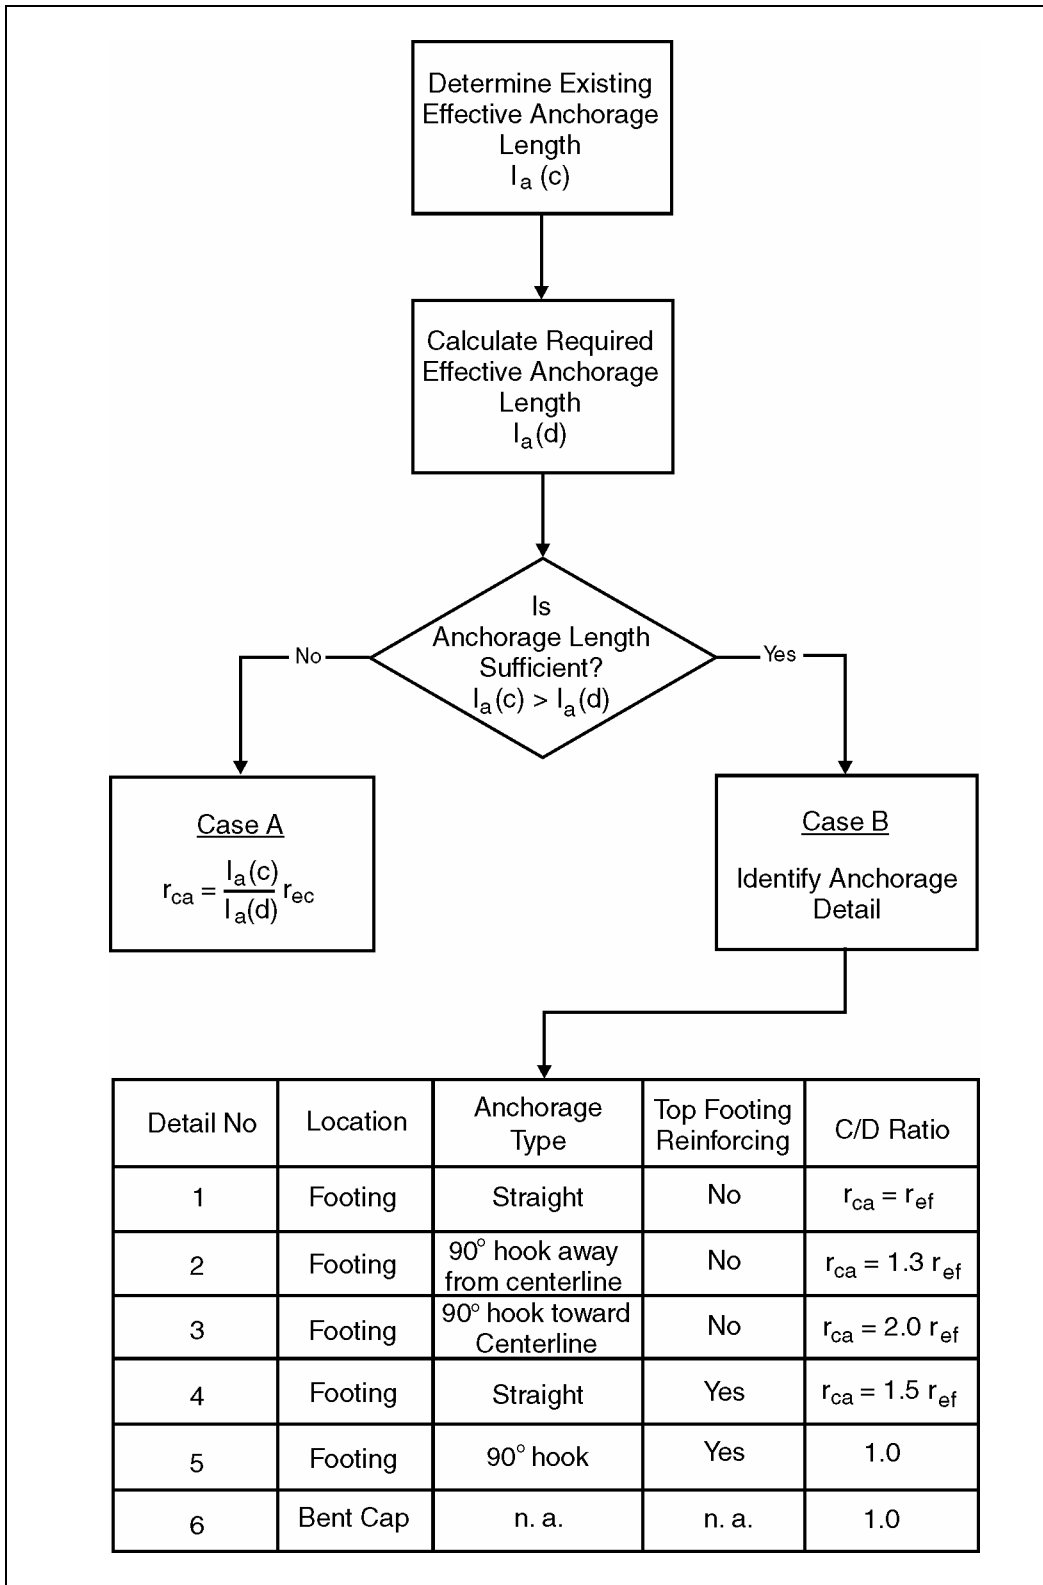 Determine Existing
Effective Anchorage
Length
la (c)
Calculate Required
Effective Anchorage
Length
la(d)
Is
Anchorage Length
Sufficient?
la(c) > la(d)
No
Yes
Case A
rca = la(c) / la(d) rec
Case B
Identify Anchorage
Detail
Detail No Location Anchorage Type Top Footing Reinforcing C/D Ratio
1 Footing Straight No rca = ref
2 Footing 90° hook away from centerline No rca = 1.3 ref
3 Footing 90° hook toward Centerline No rca = 2.0 ref
4 Footing Straight Yes rca = 1.5 ref
5 Footing 90° hook Yes 1.0
6 Bent Cap n. a. n. a. 1.0